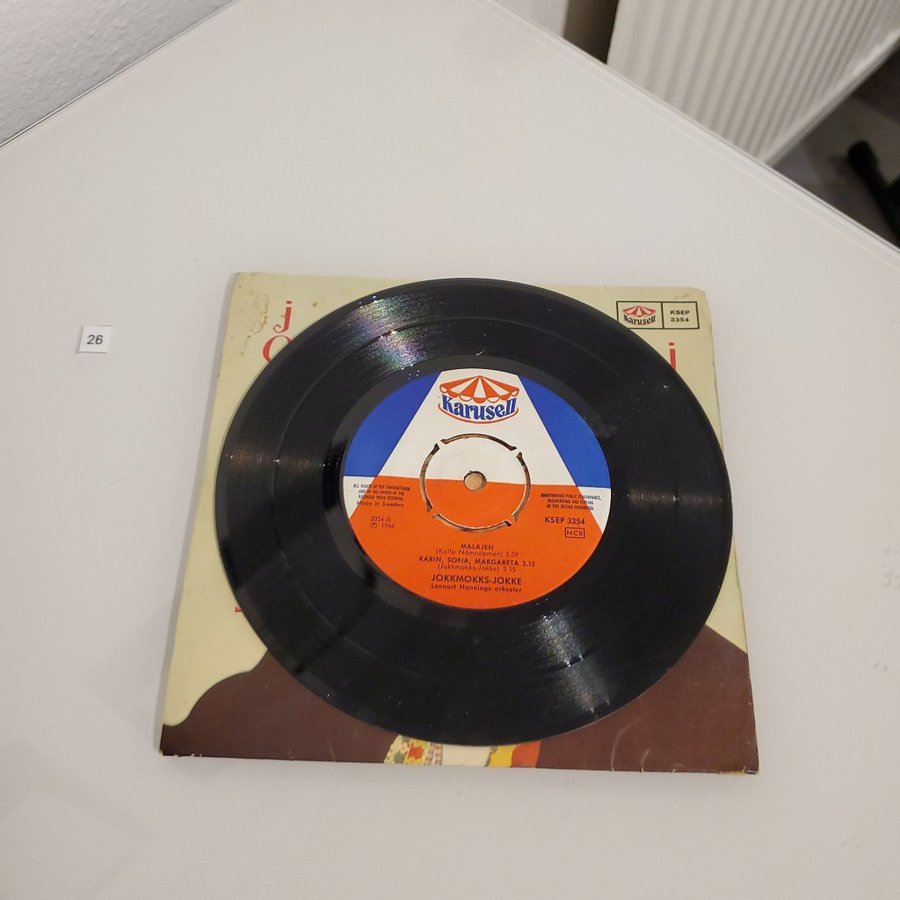 26
Karusell
KSEP
3354
Karusell
ALL RIGHTS OF THE MANUFACTURER
AND OF THE OWNER OF THE
RECORDED WORK RESERVED.
Made in Sweden
UNAUTHORIZED PUBLIC PERFORMANCE,
BROADCASTING AND COPYING
OF THIS RECORD PROHIBITED.
3354-B
Ⓟ 1966
KSEP 3354
NCB
MALAJEN
(Kalle Nämndeman) 2.59
KARIN, SOFIA, MARGARETA 3.15
(Jokkmokks-Jokke) 3.15
JOKKMOKKS-JOKKE
Lennart Hannings orkester